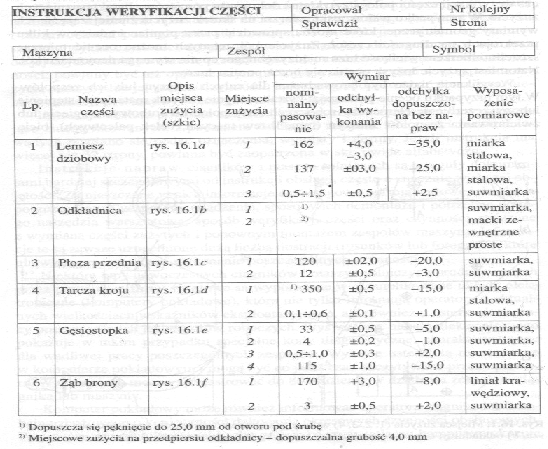 INSTRUKCJA WERYFIKACJI CZĘŚCI Opracował Nr kolejny
Sprawdził Strona
Maszyna Zespół Symbol
Lp. Nazwa części Opis miejsca zużycia (szkic) Miejsce zużycia Wymiar Wyposażenie pomiarowe
nominalny pasowanie odchyłka wykonania odchyłka dopuszczona bez napraw
1 Lemiesz rys. 16.1a 1 162 +4,0 −35,0 miarka
dziobowy −3,0 stalowa,
2 137 ±03,0 −25,0 miarka
stalowa,
3 0,5÷1,5 ±0,5 +2,5 suwmiarka
2 Odkładnica rys. 16.1b 1 1) suwmiarka,
2 2) macki ze-
wnętrzne
proste
3 Płoza przednia rys. 16.1c 1 120 ±02,0 −20,0 suwmiarka,
2 12 ±0,5 −3,0 suwmiarka
4 Tarcza kroju rys. 16.1d 1 1) 350 ±0,5 −15,0 miarka
stalowa,
2 0,1÷0,6 ±0,1 +1,0 suwmiarka
5 Gęsiostopka rys. 16.1e 1 33 ±0,5 −5,0 suwmiarka,
2 4 ±0,2 −1,0 suwmiarka
3 0,5÷1,0 ±0,3 +2,0 suwmiarka
4 115 ±1,0 −15,0 suwmiarka
6 Ząb brony rys. 16.1f 1 170 +3,0 −8,0 liniał kra-
wędziowy,
2 3 ±0,5 +2,0 suwmiarka
1) Dopuszcza się pęknięcie do 25,0 mm od otworu pod śrubę
2) Miejscowe zużycia na przedpiersiu odkładnicy – dopuszczalna grubość 4,0 mm